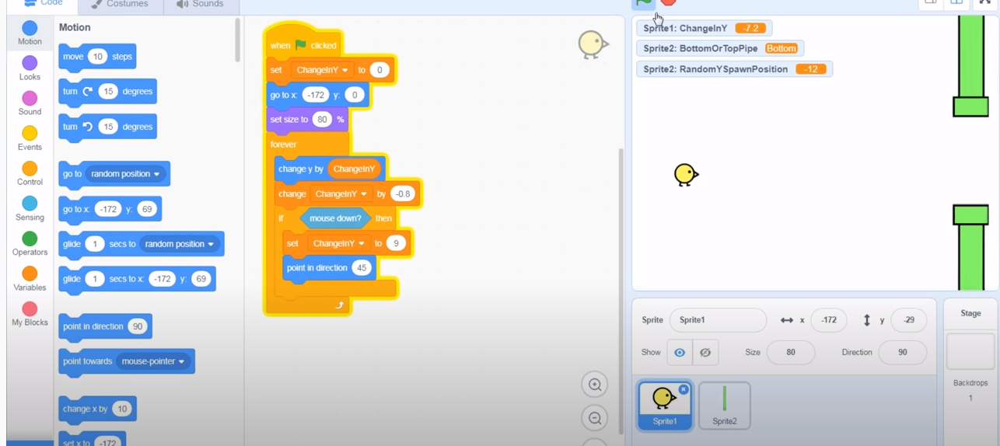 Code
Costumes
Sounds
Motion
Looks
Sound
Events
Control
Sensing
Operators
Variables
My Blocks
Motion
move 10 steps
turn 15 degrees
turn 15 degrees
go to random position
go to x: -172 y: 69
glide 1 secs to random position
glide 1 secs to x: -172 y: 69
point in direction 90
point towards mouse-pointer
change x by 10
set x to -172
when clicked
set ChangeInY to 0
go to x: -172 y: 0
set size to 80 %
forever
change y by ChangeInY
change ChangeInY by -0.8
if mouse down? then
set ChangeInY to 9
point in direction 45
Sprite1: ChangeInY -7.2
Sprite2: BottomOrTopPipe Bottom
Sprite2: RandomYSpawnPosition -12
Sprite Sprite1 x -172 y -29
Show Size 80 Direction 90
Sprite1
Sprite2
Stage
Backdrops
1